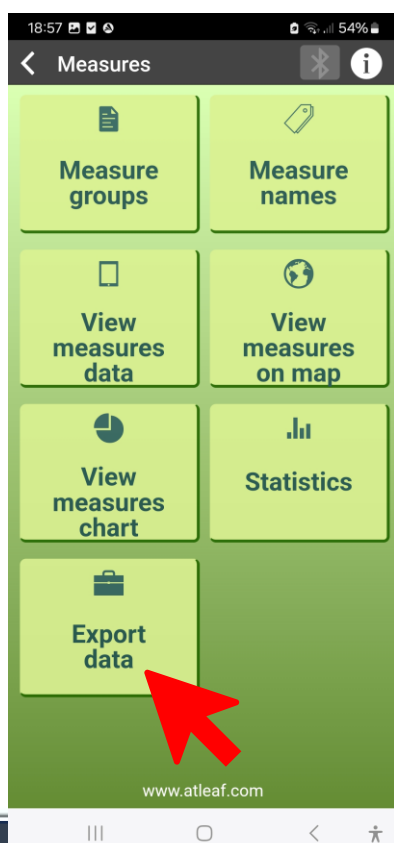 18:57 54%
Measures
Measure
groups
Measure
names
View
measures
data
View
measures
on map
View
measures
chart
Statistics
Export
data
www.atleaf.com